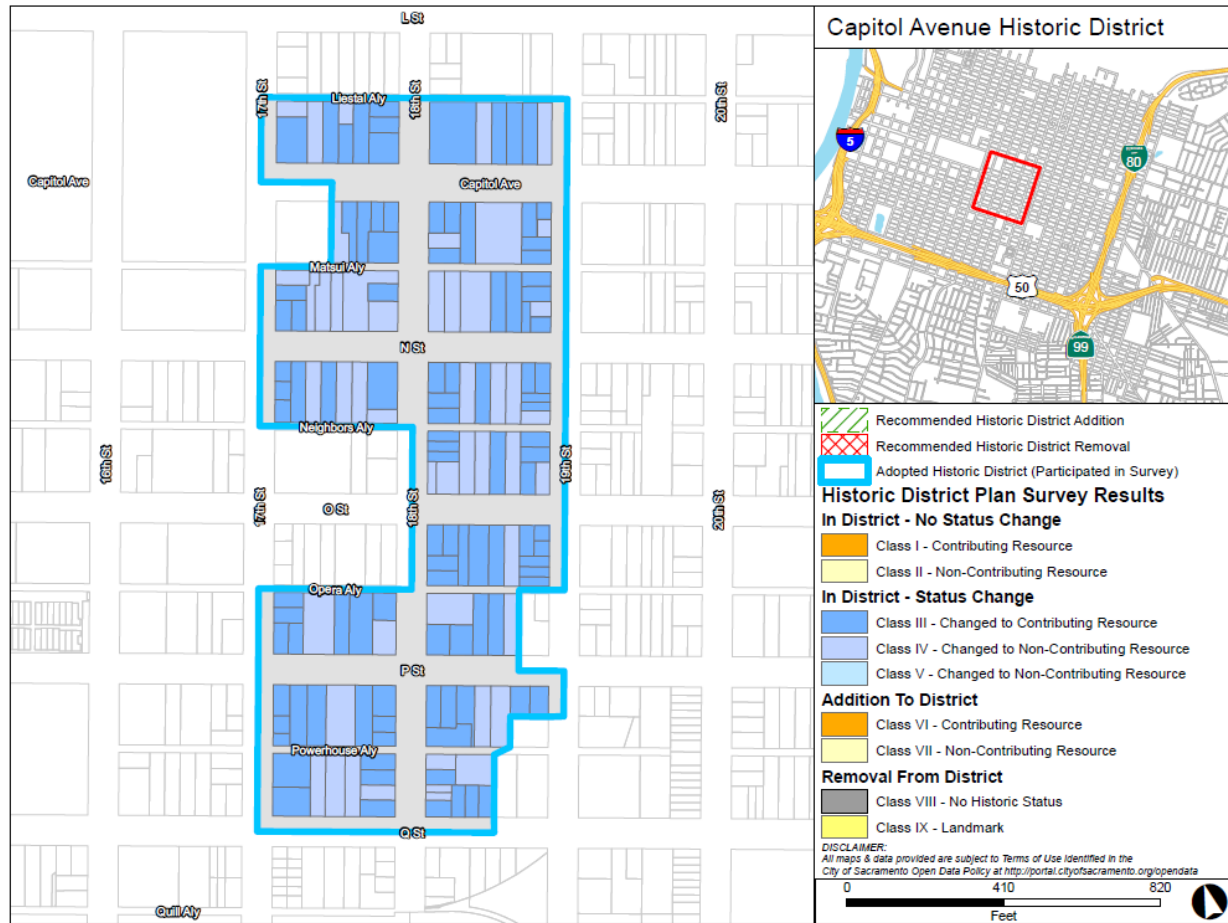 L St
17th St
Liestal Aly
18th St
20th St
Capitol Ave
Capitol Ave
Matsui Aly
N St
Neighbors Aly
16th St
17th St
O St
18th St
19th St
20th St
Opera Aly
P St
Powerhouse Aly
Q St
Quill Aly
Capitol Avenue Historic District
5
80
50
99
Recommended Historic District Addition
Recommended Historic District Removal
Adopted Historic District (Participated in Survey)
Historic District Plan Survey Results
In District - No Status Change
Class I - Contributing Resource
Class II - Non-Contributing Resource
In District - Status Change
Class III - Changed to Contributing Resource
Class IV - Changed to Non-Contributing Resource
Class V - Changed to Non-Contributing Resource
Addition To District
Class VI - Contributing Resource
Class VII - Non-Contributing Resource
Removal From District
Class VIII - No Historic Status
Class IX - Landmark
DISCLAIMER:
All maps & data provided are subject to Terms of Use Identified in the
City of Sacramento Open Data Policy at http://portal.cityofsacramento.org/opendata
0 410 820
Feet